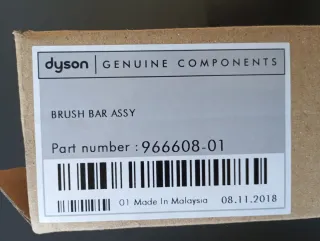 dyson | GENUINE COMPONENTS
BRUSH BAR ASSY
Part number : 966608-01
01 Made In Malaysia 08.11.2018